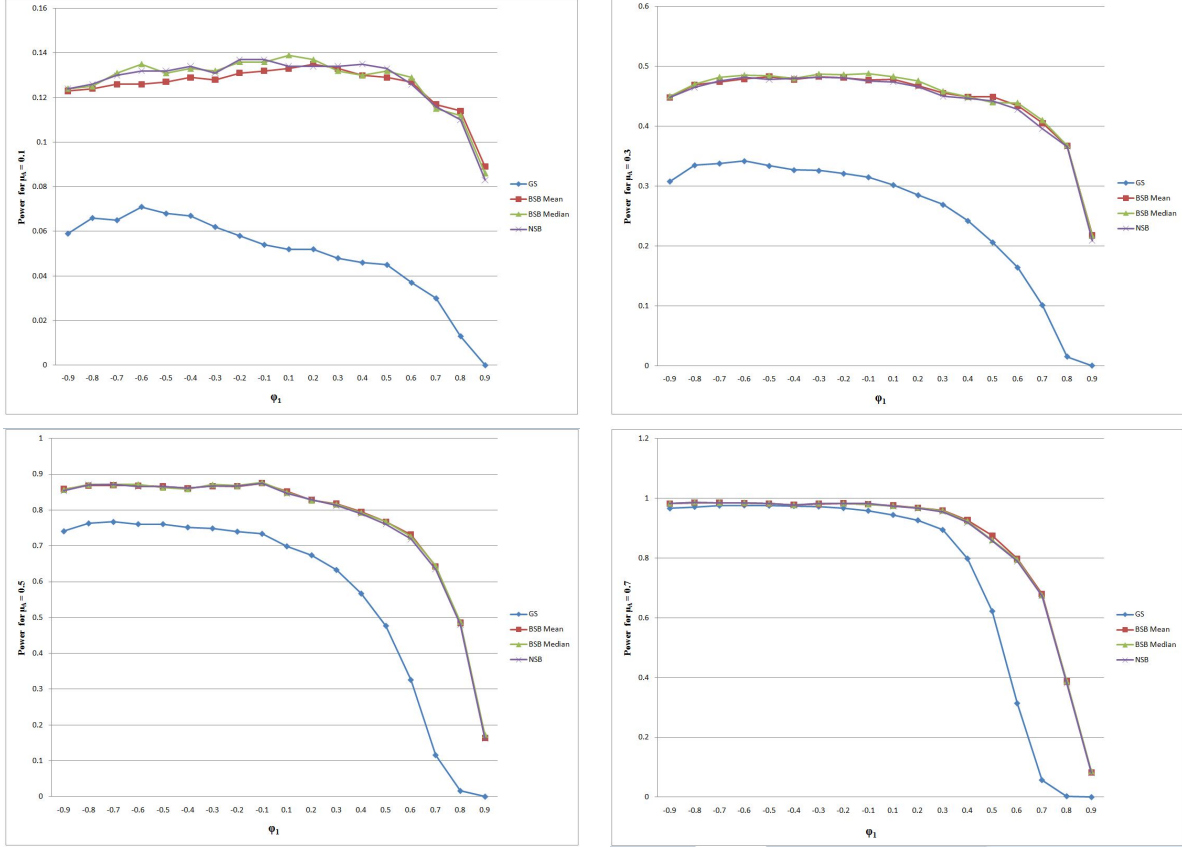 0.16
0.14
0.12
0.1
0.08
0.06
0.04
0.02
0
Power for μₐ = 0.1
-0.9 -0.8 -0.7 -0.6 -0.5 -0.4 -0.3 -0.2 -0.1 0.1 0.2 0.3 0.4 0.5 0.6 0.7 0.8 0.9
φ₁
GS
BSB Mean
BSB Median
NSB
0.6
0.5
0.4
0.3
0.2
0.1
0
Power for μₐ = 0.3
-0.9 -0.8 -0.7 -0.6 -0.5 -0.4 -0.3 -0.2 -0.1 0.1 0.2 0.3 0.4 0.5 0.6 0.7 0.8 0.9
φ₁
GS
BSB Mean
BSB Median
NSB
1
0.9
0.8
0.7
0.6
0.5
0.4
0.3
0.2
0.1
0
Power for μₐ = 0.5
-0.9 -0.8 -0.7 -0.6 -0.5 -0.4 -0.3 -0.2 -0.1 0.1 0.2 0.3 0.4 0.5 0.6 0.7 0.8 0.9
φ₁
GS
BSB Mean
BSB Median
NSB
1.2
1
0.8
0.6
0.4
0.2
0
Power for μₐ = 0.7
-0.9 -0.8 -0.7 -0.6 -0.5 -0.4 -0.3 -0.2 -0.1 0.1 0.2 0.3 0.4 0.5 0.6 0.7 0.8 0.9
φ₁
GS
BSB Mean
BSB Median
NSB